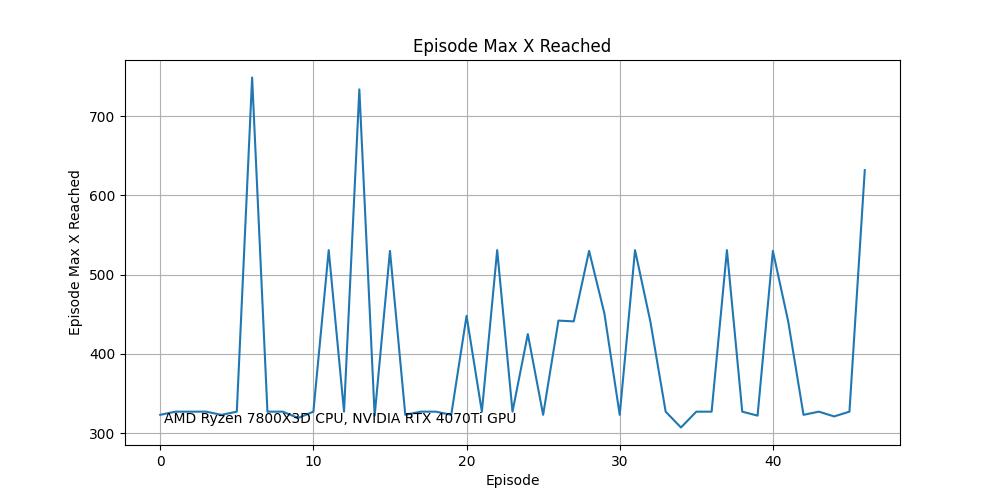 Episode Max X Reached
700
600
500
400
300
Episode Max X Reached
AMD Ryzen 7800X3D CPU, NVIDIA RTX 4070Ti GPU
0 10 20 30 40
Episode